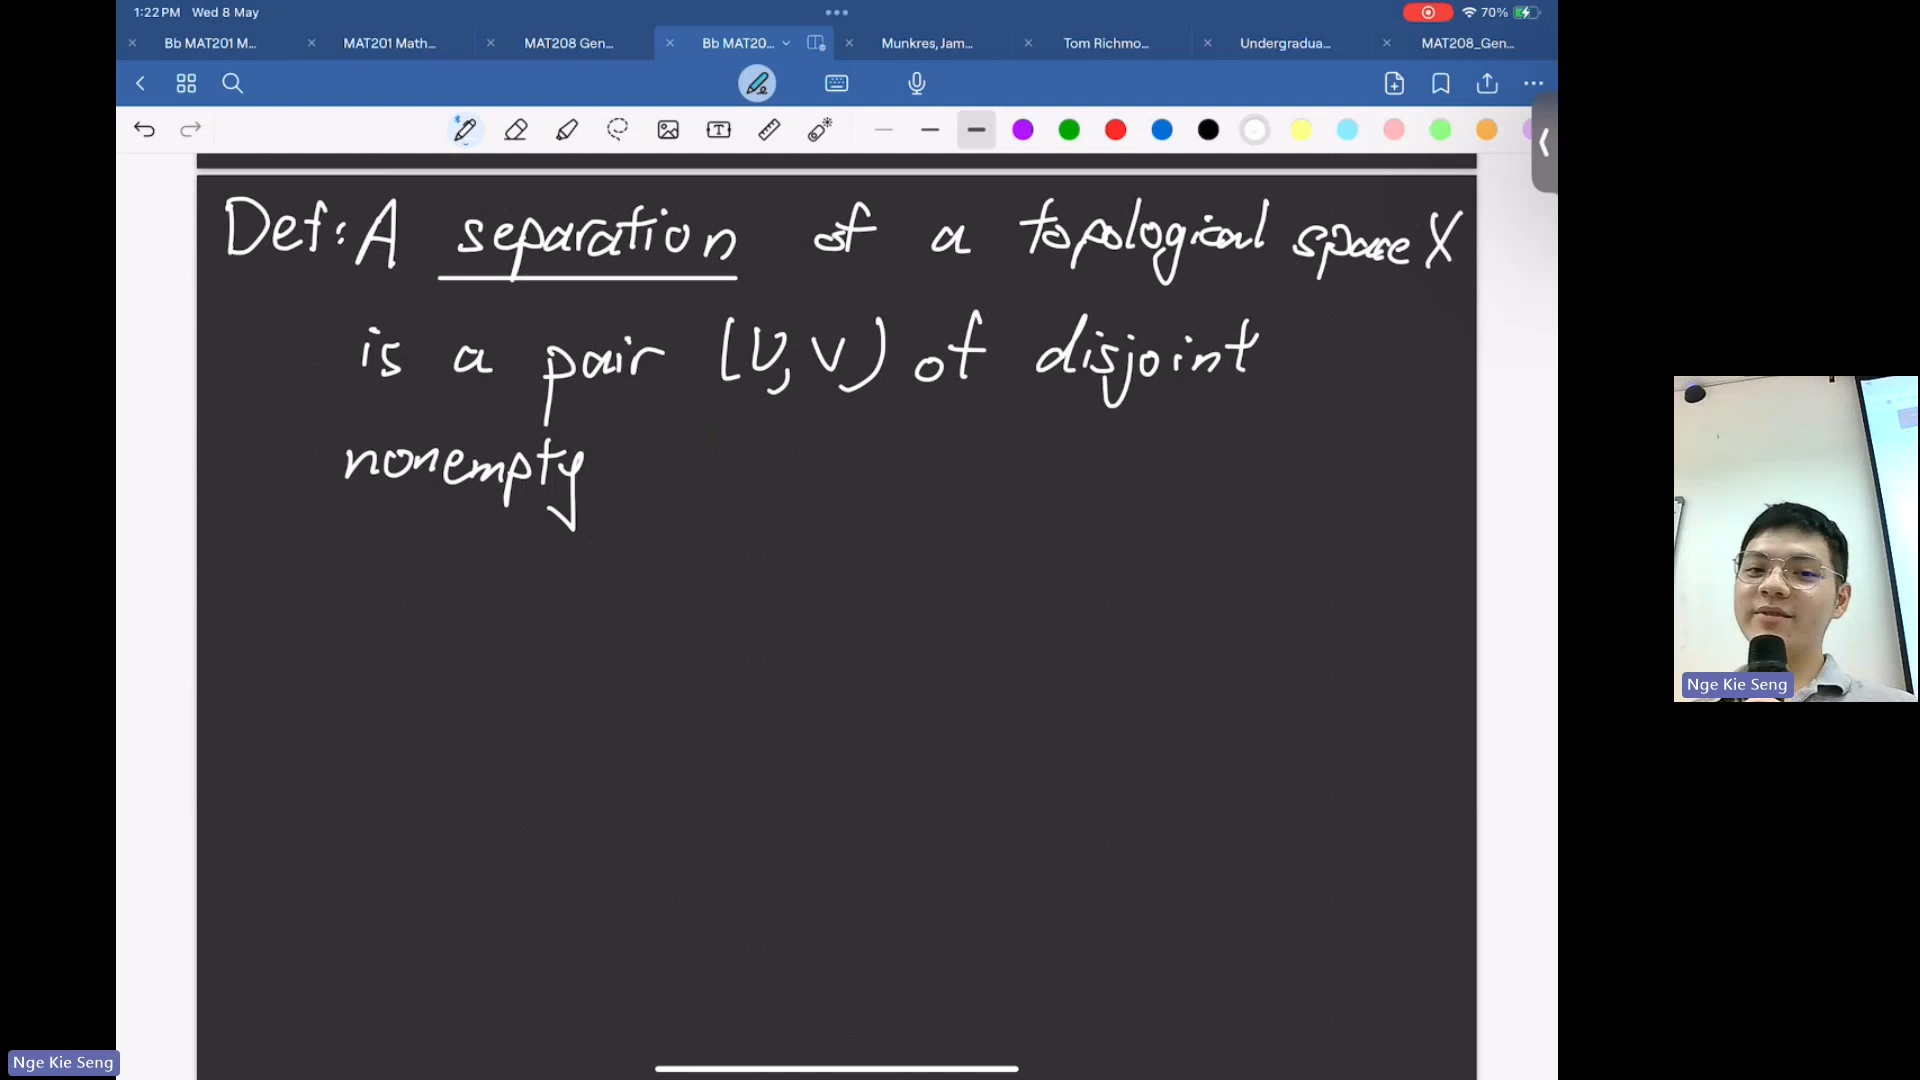 1:22 PM Wed 8 May
70%
Bb MAT201 M...
MAT201 Math...
MAT208 Gen...
Bb MAT20...
Munkres, Jam...
Tom Richmo...
Undergradua...
MAT208_Gen...
Def: A separation of a topological space X
is a pair (U, V) of disjoint
nonempty
Nge Kie Seng
Nge Kie Seng